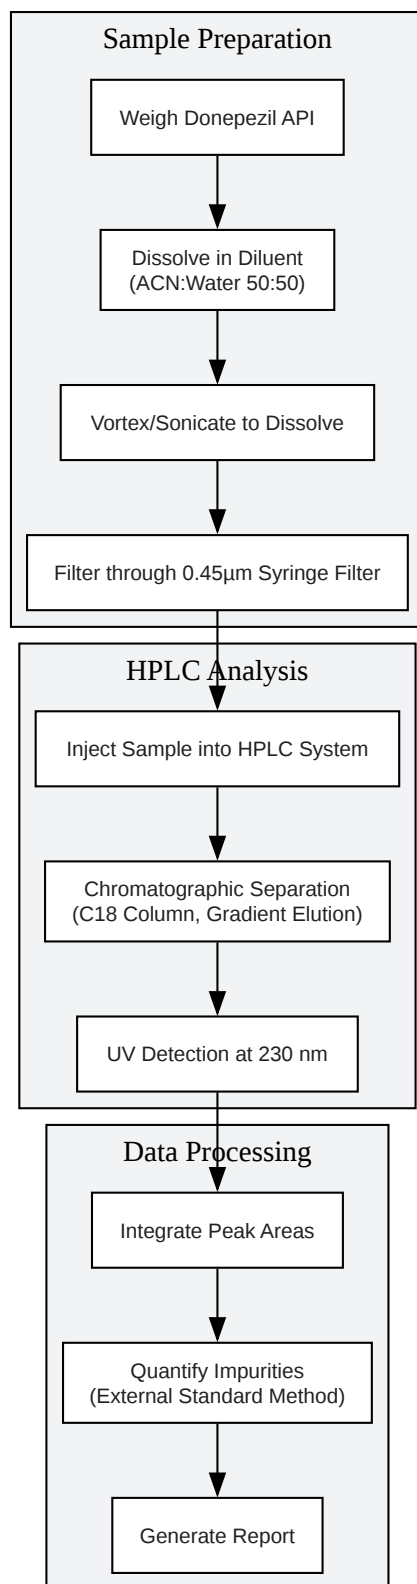 Sample Preparation
Weigh Donepezil API
Dissolve in Diluent
(ACN:Water 50:50)
Vortex/Sonicate to Dissolve
Filter through 0.45µm Syringe Filter
HPLC Analysis
Inject Sample into HPLC System
Chromatographic Separation
(C18 Column, Gradient Elution)
UV Detection at 230 nm
Data Processing
Integrate Peak Areas
Quantify Impurities
(External Standard Method)
Generate Report